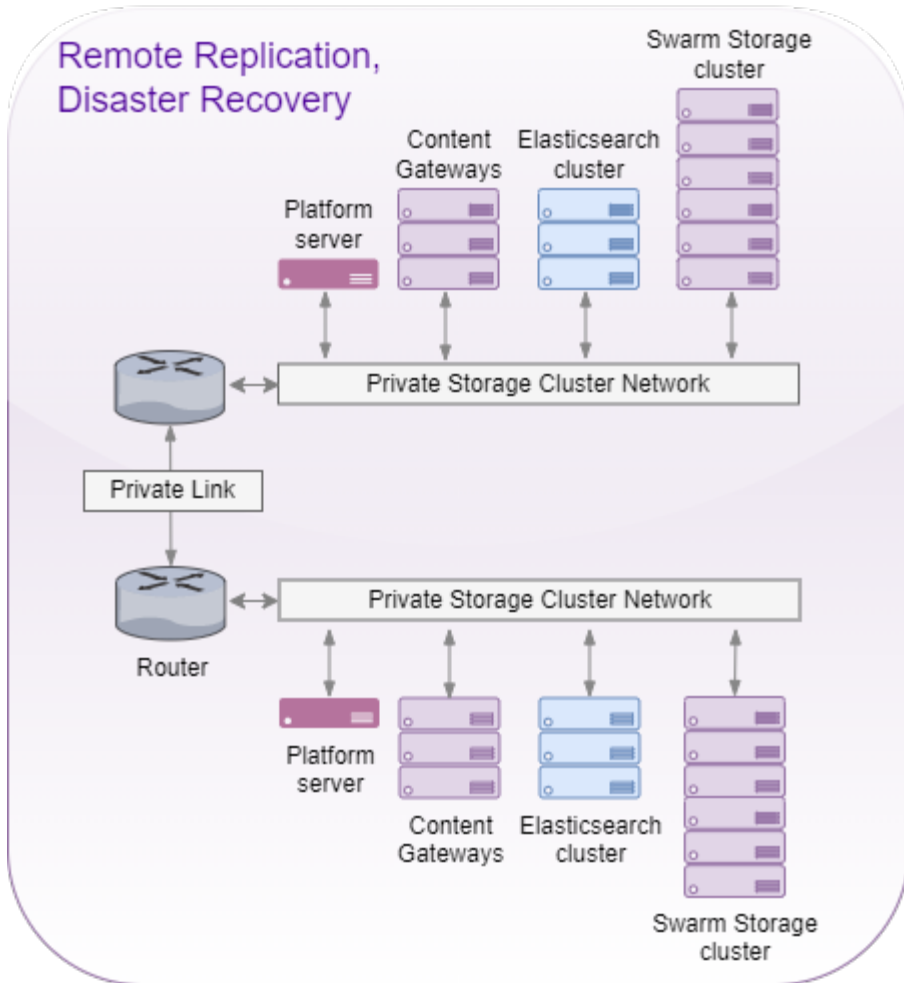 Remote Replication,
Disaster Recovery
Swarm Storage
cluster
Content
Gateways
Elasticsearch
cluster
Platform
server
Private Storage Cluster Network
Private Link
Private Storage Cluster Network
Router
Platform
server
Content
Gateways
Elasticsearch
cluster
Swarm Storage
cluster